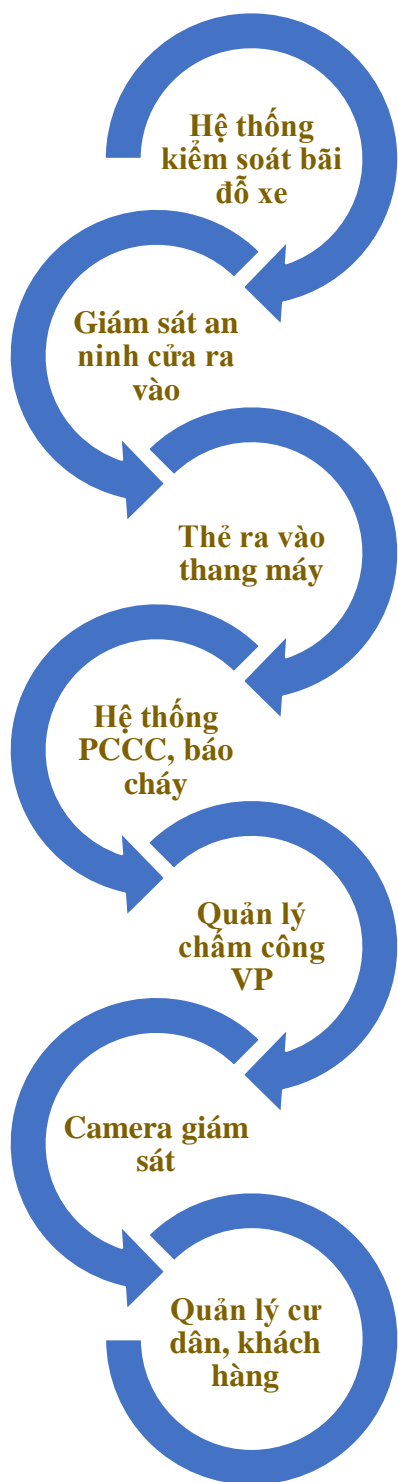 Hệ thống
kiểm soát bãi
đỗ xe
Giám sát an
ninh cửa ra
vào
Thẻ ra vào
thang máy
Hệ thống
PCCC, báo
cháy
Quản lý
chấm công
VP
Camera giám
sát
Quản lý cư
dân, khách
hàng